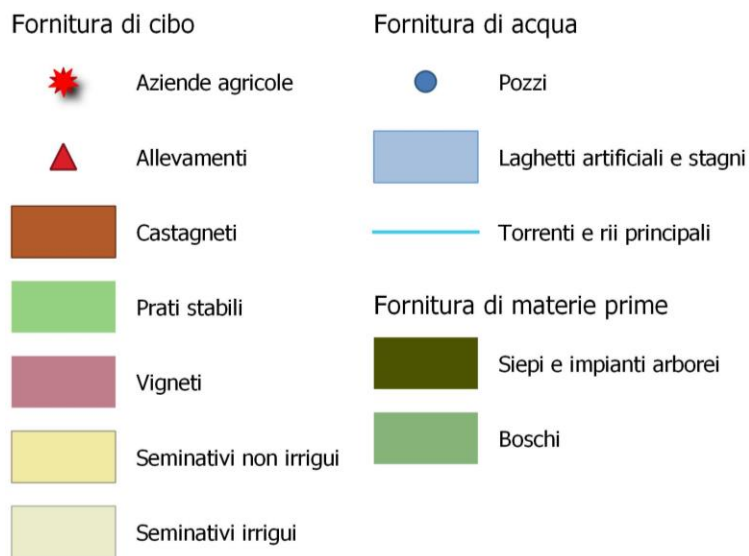 Fornitura di cibo
Aziende agricole
Allevamenti
Castagneti
Prati stabili
Vigneti
Seminativi non irrigui
Seminativi irrigui
Fornitura di acqua
Pozzi
Laghetti artificiali e stagni
Torrenti e rii principali
Fornitura di materie prime
Siepi e impianti arborei
Boschi